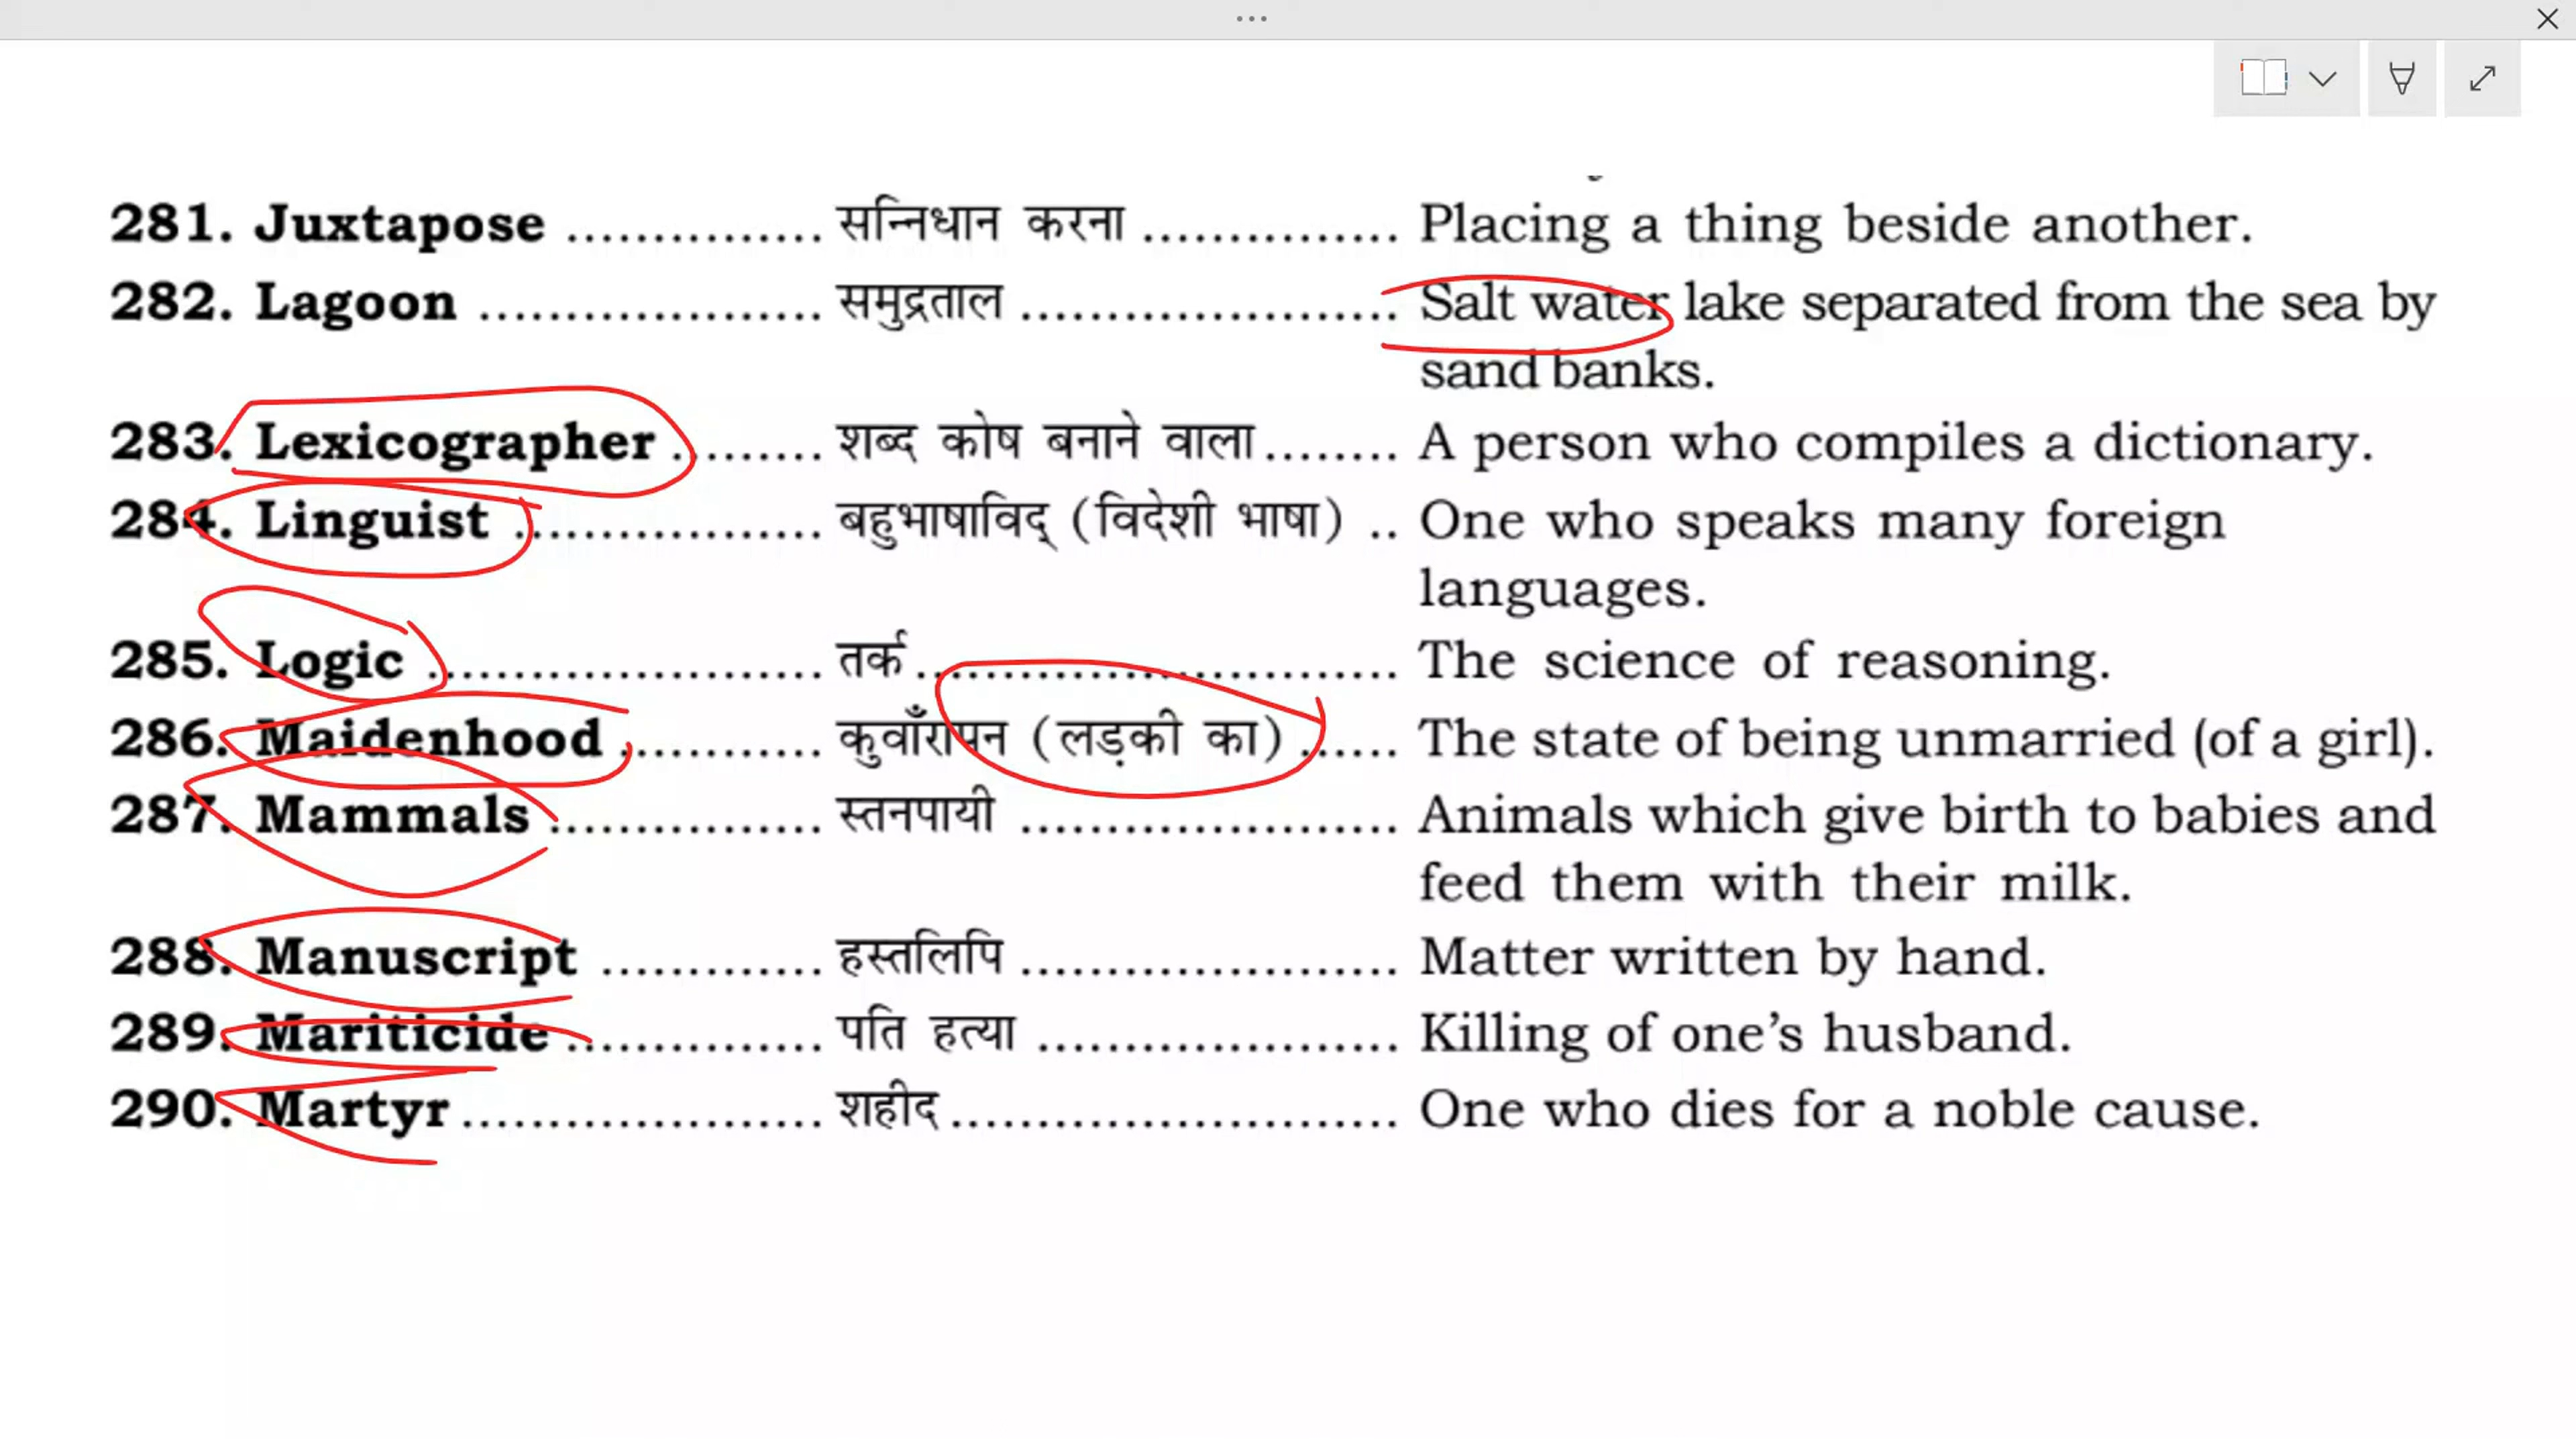 281. Juxtapose ............... सन्निधान करना ............... Placing a thing beside another.
282. Lagoon .................... समुद्रताल ...................... Salt water lake separated from the sea by
sand banks.
283. Lexicographer ......... शब्द कोष बनाने वाला ........ A person who compiles a dictionary.
284. Linguist .................. बहुभाषाविद् (विदेशी भाषा) .. One who speaks many foreign
languages.
285. Logic ....................... तर्क ............................ The science of reasoning.
286. Maidenhood ............ कुवाँरापन (लड़की का) ...... The state of being unmarried (of a girl).
287. Mammals ................ स्तनपायी ...................... Animals which give birth to babies and
feed them with their milk.
288. Manuscript ............. हस्तलिपि ...................... Matter written by hand.
289. Mariticide ............... पति हत्या ..................... Killing of one’s husband.
290. Martyr ..................... शहीद .......................... One who dies for a noble cause.